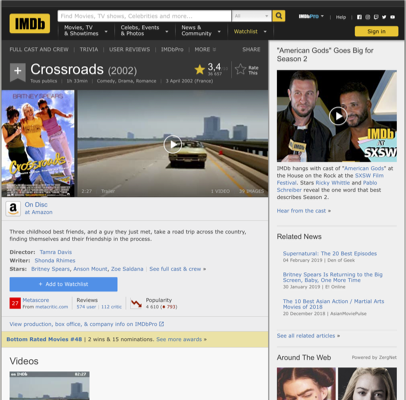 IMDb
Find Movies, TV shows, Celebrities and more...
All
Movies, TV
& Showtimes
Celebs, Events
& Photos
News &
Community
Watchlist
IMDbPro
Help
Sign in
FULL CAST AND CREW | TRIVIA | USER REVIEWS | IMDbPro | MORE
SHARE
Crossroads (2002)
Tous publics | 1h 33min | Comedy, Drama, Romance | 3 April 2002 (France)
3,4
Rate
This
BRITNEY SPEARS
Crossroads
2:27 | Trailer
1 VIDEO
36 IMAGES
On Disc
at Amazon
Three childhood best friends, and a guy they just met, take a road trip across the country,
finding themselves and their friendship in the process.
Director: Tamra Davis
Writer: Shonda Rhimes
Stars: Britney Spears, Anson Mount, Zoe Saldana | See full cast & crew »
+ Add to Watchlist
27
Metascore
From metacritic.com
Reviews
574 user | 112 critic
Popularity
4 610 ( 793)
View production, box office, & company info on IMDbPro
Bottom Rated Movies #48 | 2 wins & 15 nominations. See more awards »
Videos
"American Gods" Goes Big for
Season 2
IMDb
AT
SXSW
IMDb hangs with cast of "American Gods" at
the House on the Rock at the SXSW Film
Festival. Stars Ricky Whittle and Pablo
Schreiber reveal the one word that best
describes Season 2.
Hear from the cast »
Related News
Supernatural: The 20 Best Episodes
04 February 2019 | Den of Geek
Britney Spears Is Returning to the Big
Screen, Baby, One More Time
30 January 2019 | E! Online
The 10 Best Asian Action / Martial Arts
Movies of 2018
20 December 2018 | AsianMoviePulse
See all related articles »
Around The Web
Powered by ZergNet